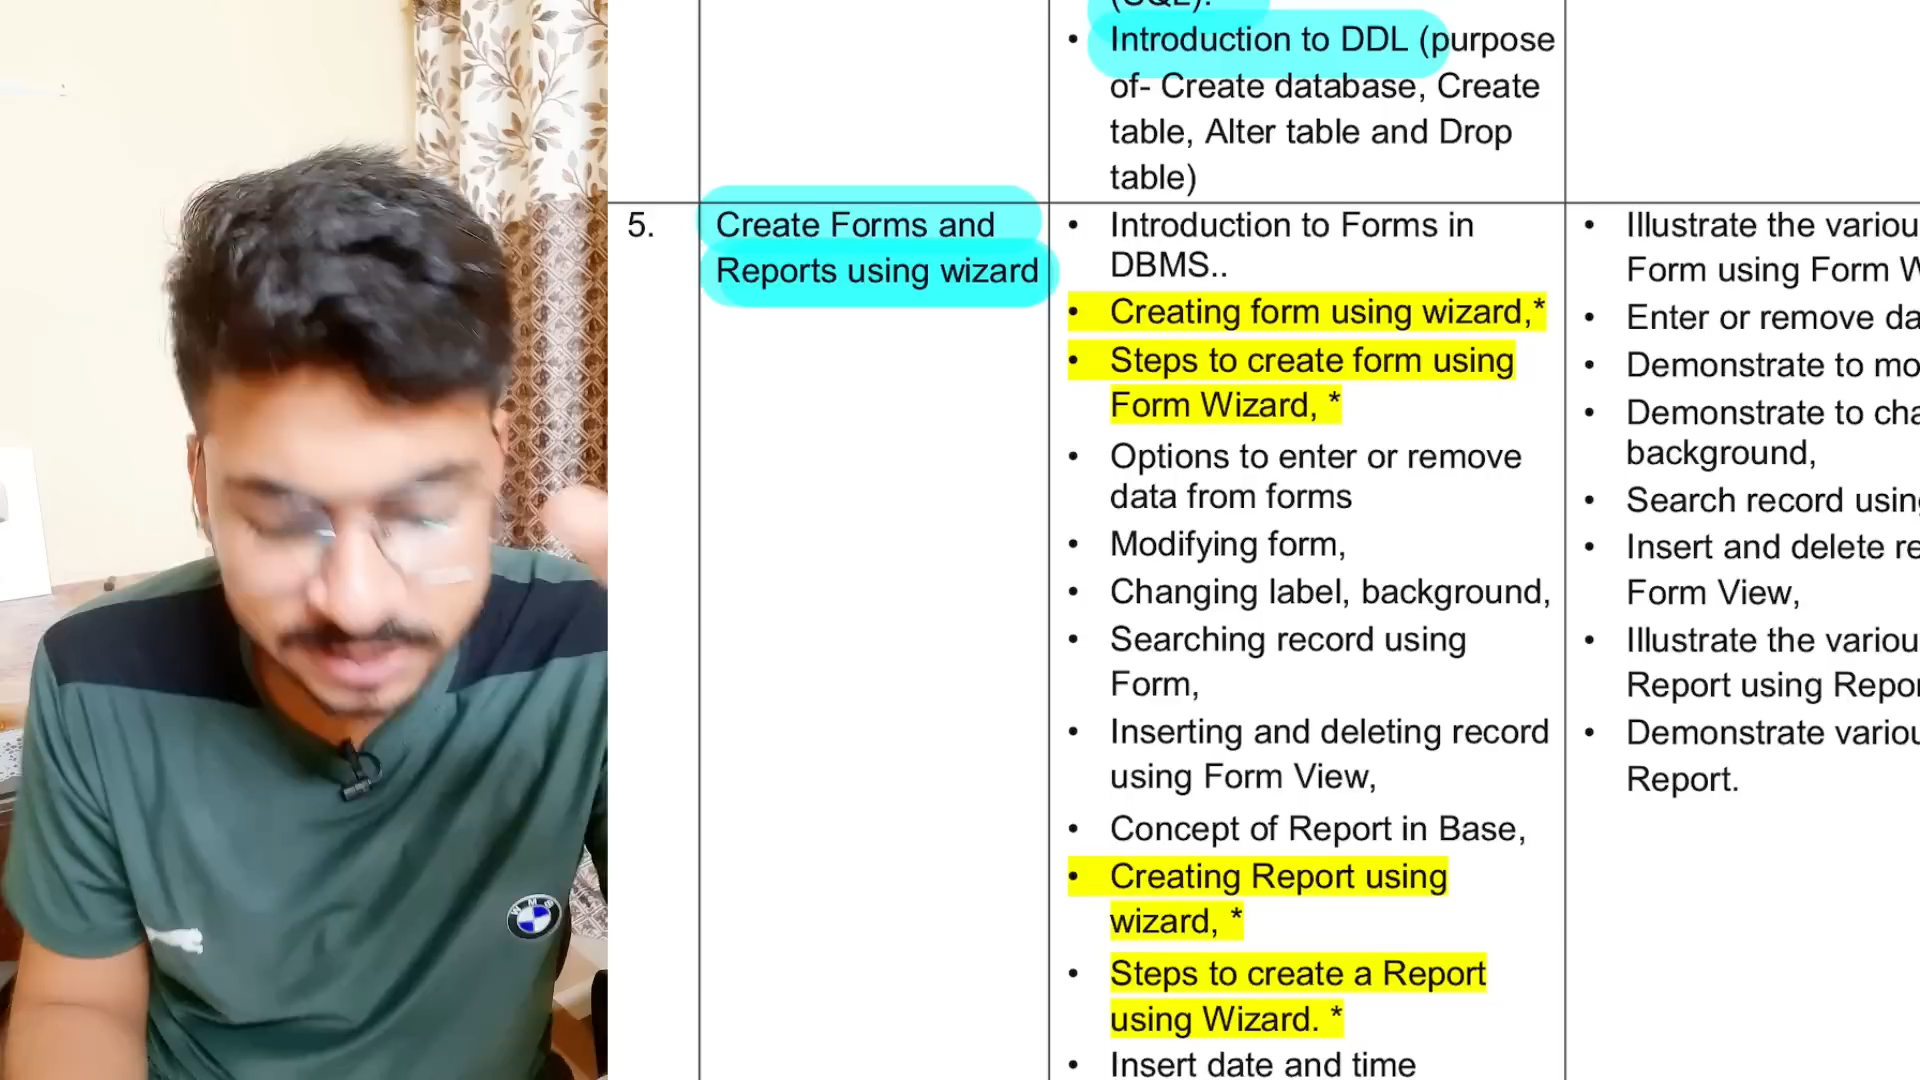 (SQL).
• Introduction to DDL (purpose
of- Create database, Create
table, Alter table and Drop
table)
5.
Create Forms and
Reports using wizard
• Introduction to Forms in
DBMS..
• Creating form using wizard,*
• Steps to create form using
Form Wizard, *
• Options to enter or remove
data from forms
• Modifying form,
• Changing label, background,
• Searching record using
Form,
• Inserting and deleting record
using Form View,
• Concept of Report in Base,
• Creating Report using
wizard, *
• Steps to create a Report
using Wizard. *
• Insert date and time
• Illustrate the variou
Form using Form W
• Enter or remove da
• Demonstrate to mo
• Demonstrate to cha
background,
• Search record usin
• Insert and delete re
Form View,
• Illustrate the variou
Report using Repo
• Demonstrate variou
Report.
BMW